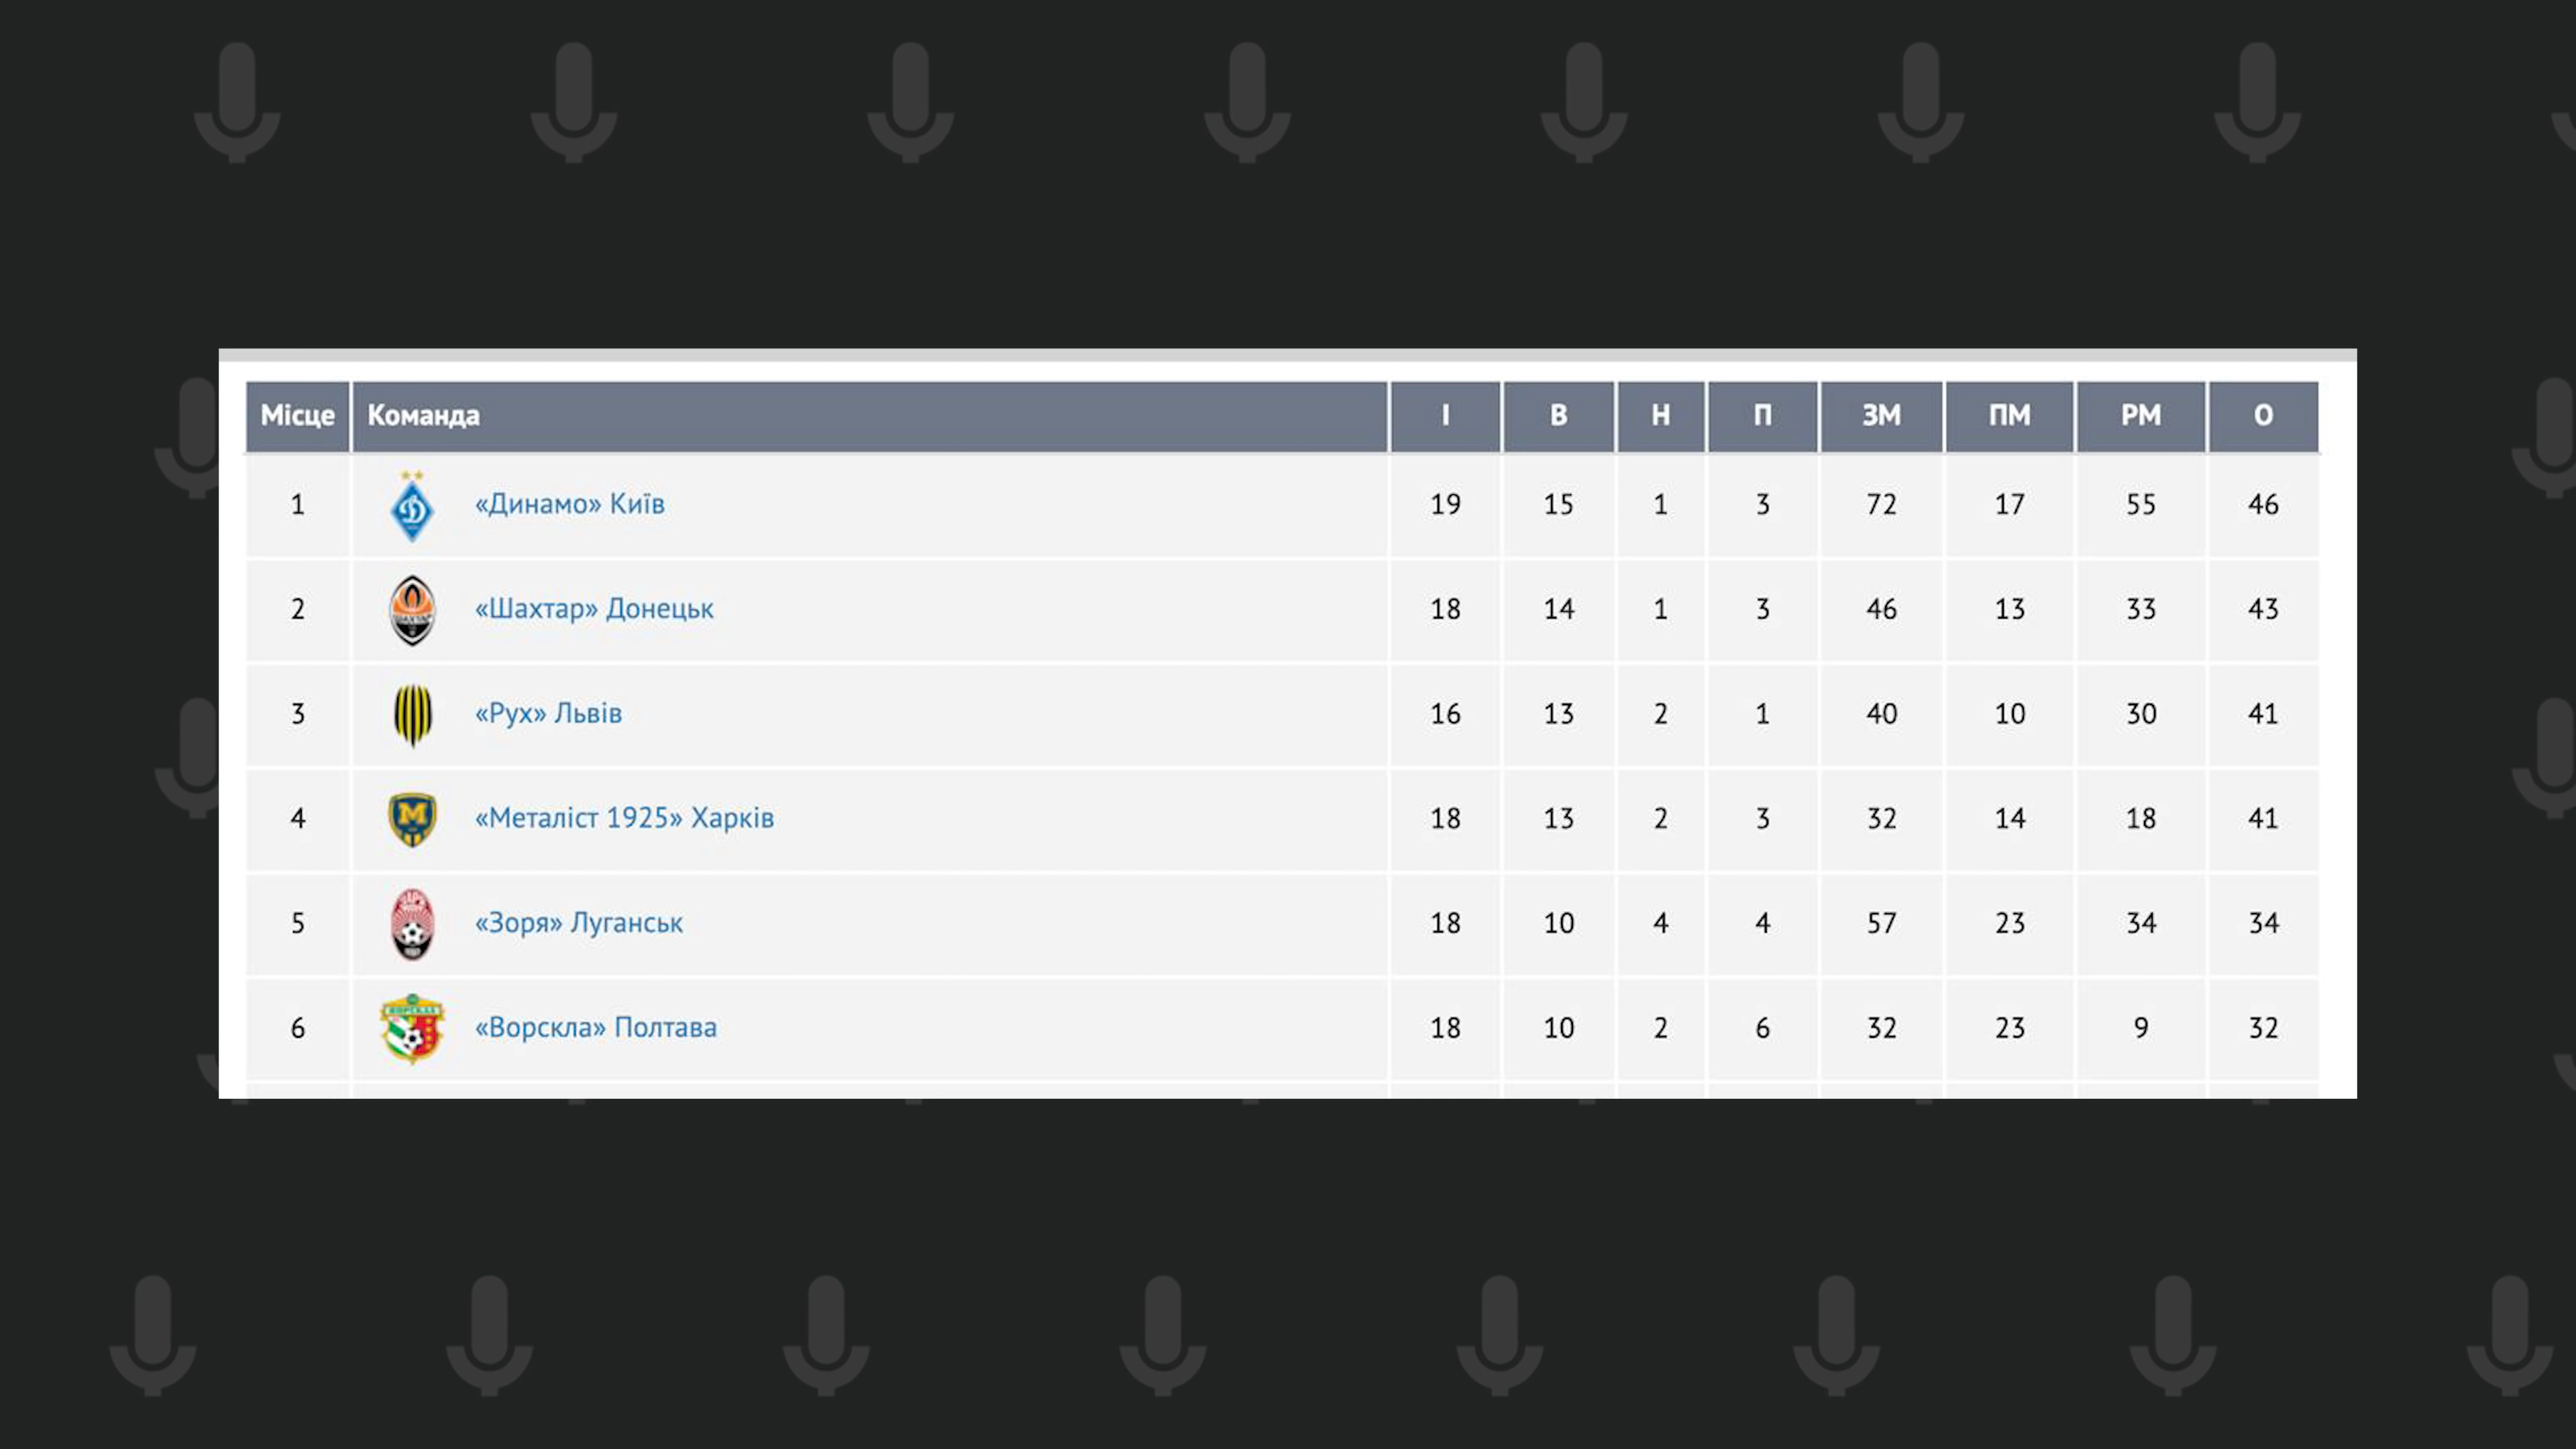 Місце Команда І В Н П ЗМ ПМ РМ О
1 «Динамо» Київ 19 15 1 3 72 17 55 46
2 «Шахтар» Донецьк 18 14 1 3 46 13 33 43
3 «Рух» Львів 16 13 2 1 40 10 30 41
4 «Металіст 1925» Харків 18 13 2 3 32 14 18 41
5 «Зоря» Луганськ 18 10 4 4 57 23 34 34
6 «Ворскла» Полтава 18 10 2 6 32 23 9 32